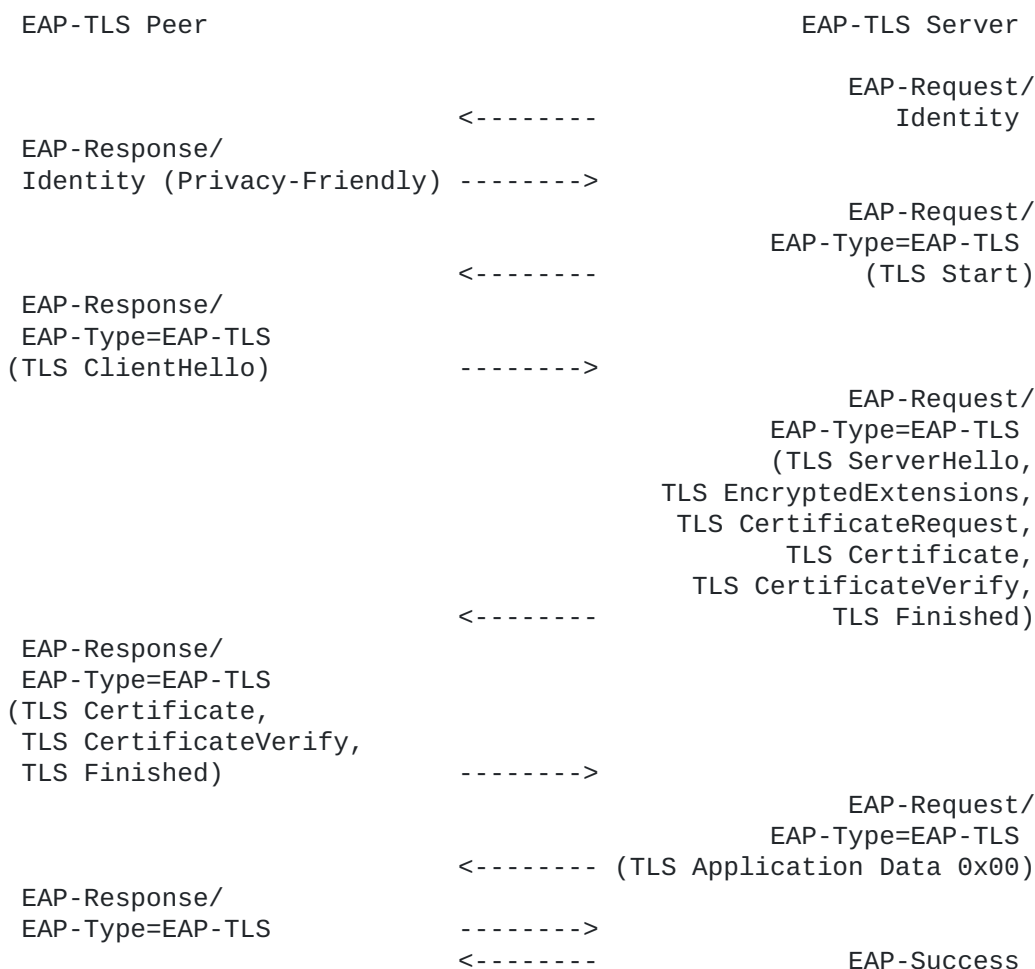 EAP-TLS Peer                                      EAP-TLS Server

                                                      EAP-Request/
                             <--------                   Identity
EAP-Response/
Identity (Privacy-Friendly) -------->
                                                      EAP-Request/
                                                 EAP-Type=EAP-TLS
                             <--------                 (TLS Start)
EAP-Response/
EAP-Type=EAP-TLS
(TLS ClientHello)            -------->
                                                      EAP-Request/
                                                 EAP-Type=EAP-TLS
                                                 (TLS ServerHello,
                                          TLS EncryptedExtensions,
                                           TLS CertificateRequest,
                                                  TLS Certificate,
                                            TLS CertificateVerify,
                             <--------               TLS Finished)
EAP-Response/
EAP-Type=EAP-TLS
(TLS Certificate,
TLS CertificateVerify,
TLS Finished)               -------->
                                                      EAP-Request/
                                                 EAP-Type=EAP-TLS
                             <-------- (TLS Application Data 0x00)
EAP-Response/
EAP-Type=EAP-TLS            -------->
                             <--------                EAP-Success